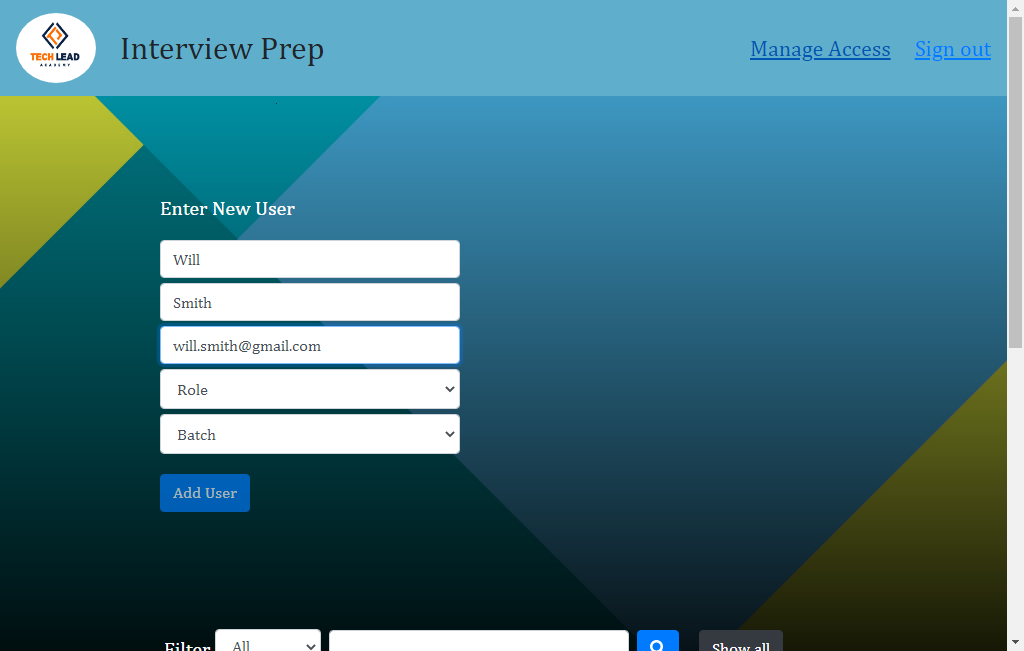 TECH LEAD
ACADEMY
Interview Prep
Manage Access
Sign out
Enter New User
Will
Smith
will.smith@gmail.com
Role
Batch
Add User
Filter
All
Show all